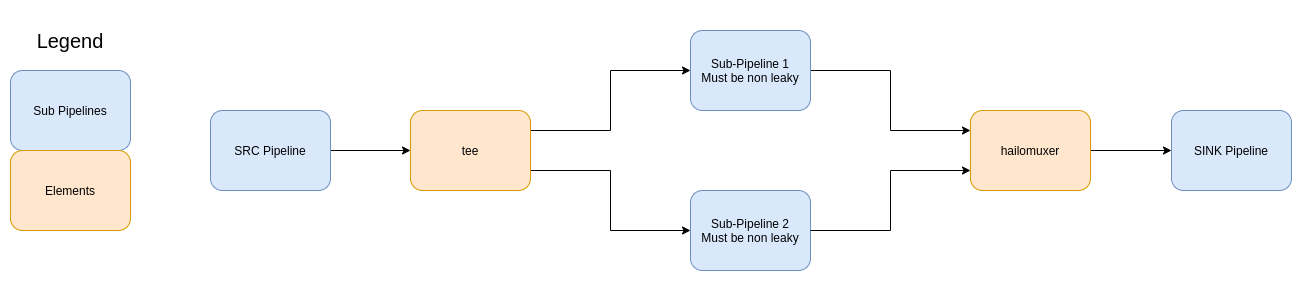 Legend
Sub Pipelines
Elements
SRC Pipeline
tee
Sub-Pipeline 1
Must be non leaky
Sub-Pipeline 2
Must be non leaky
hailomuxer
SINK Pipeline